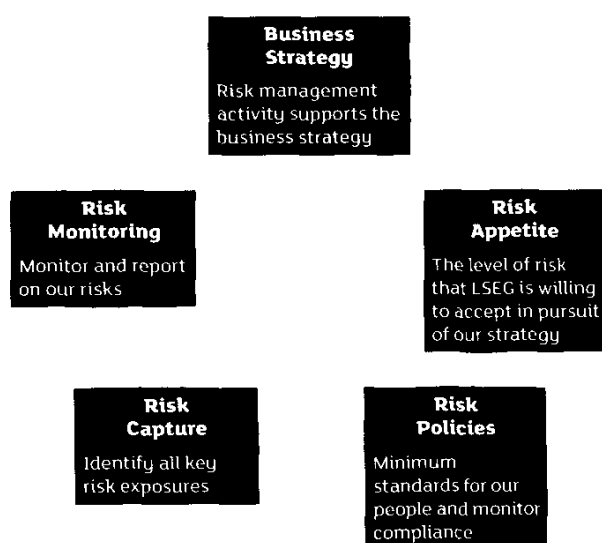 Business
Strategy
Risk management
activity supports the
business strategy
Risk
Monitoring
Monitor and report
on our risks
Risk
Appetite
The level of risk
that LSEG is willing
to accept in pursuit
of our strategy
Risk
Capture
Identify all key
risk exposures
Risk
Policies
Minimum
standards for our
people and monitor
compliance